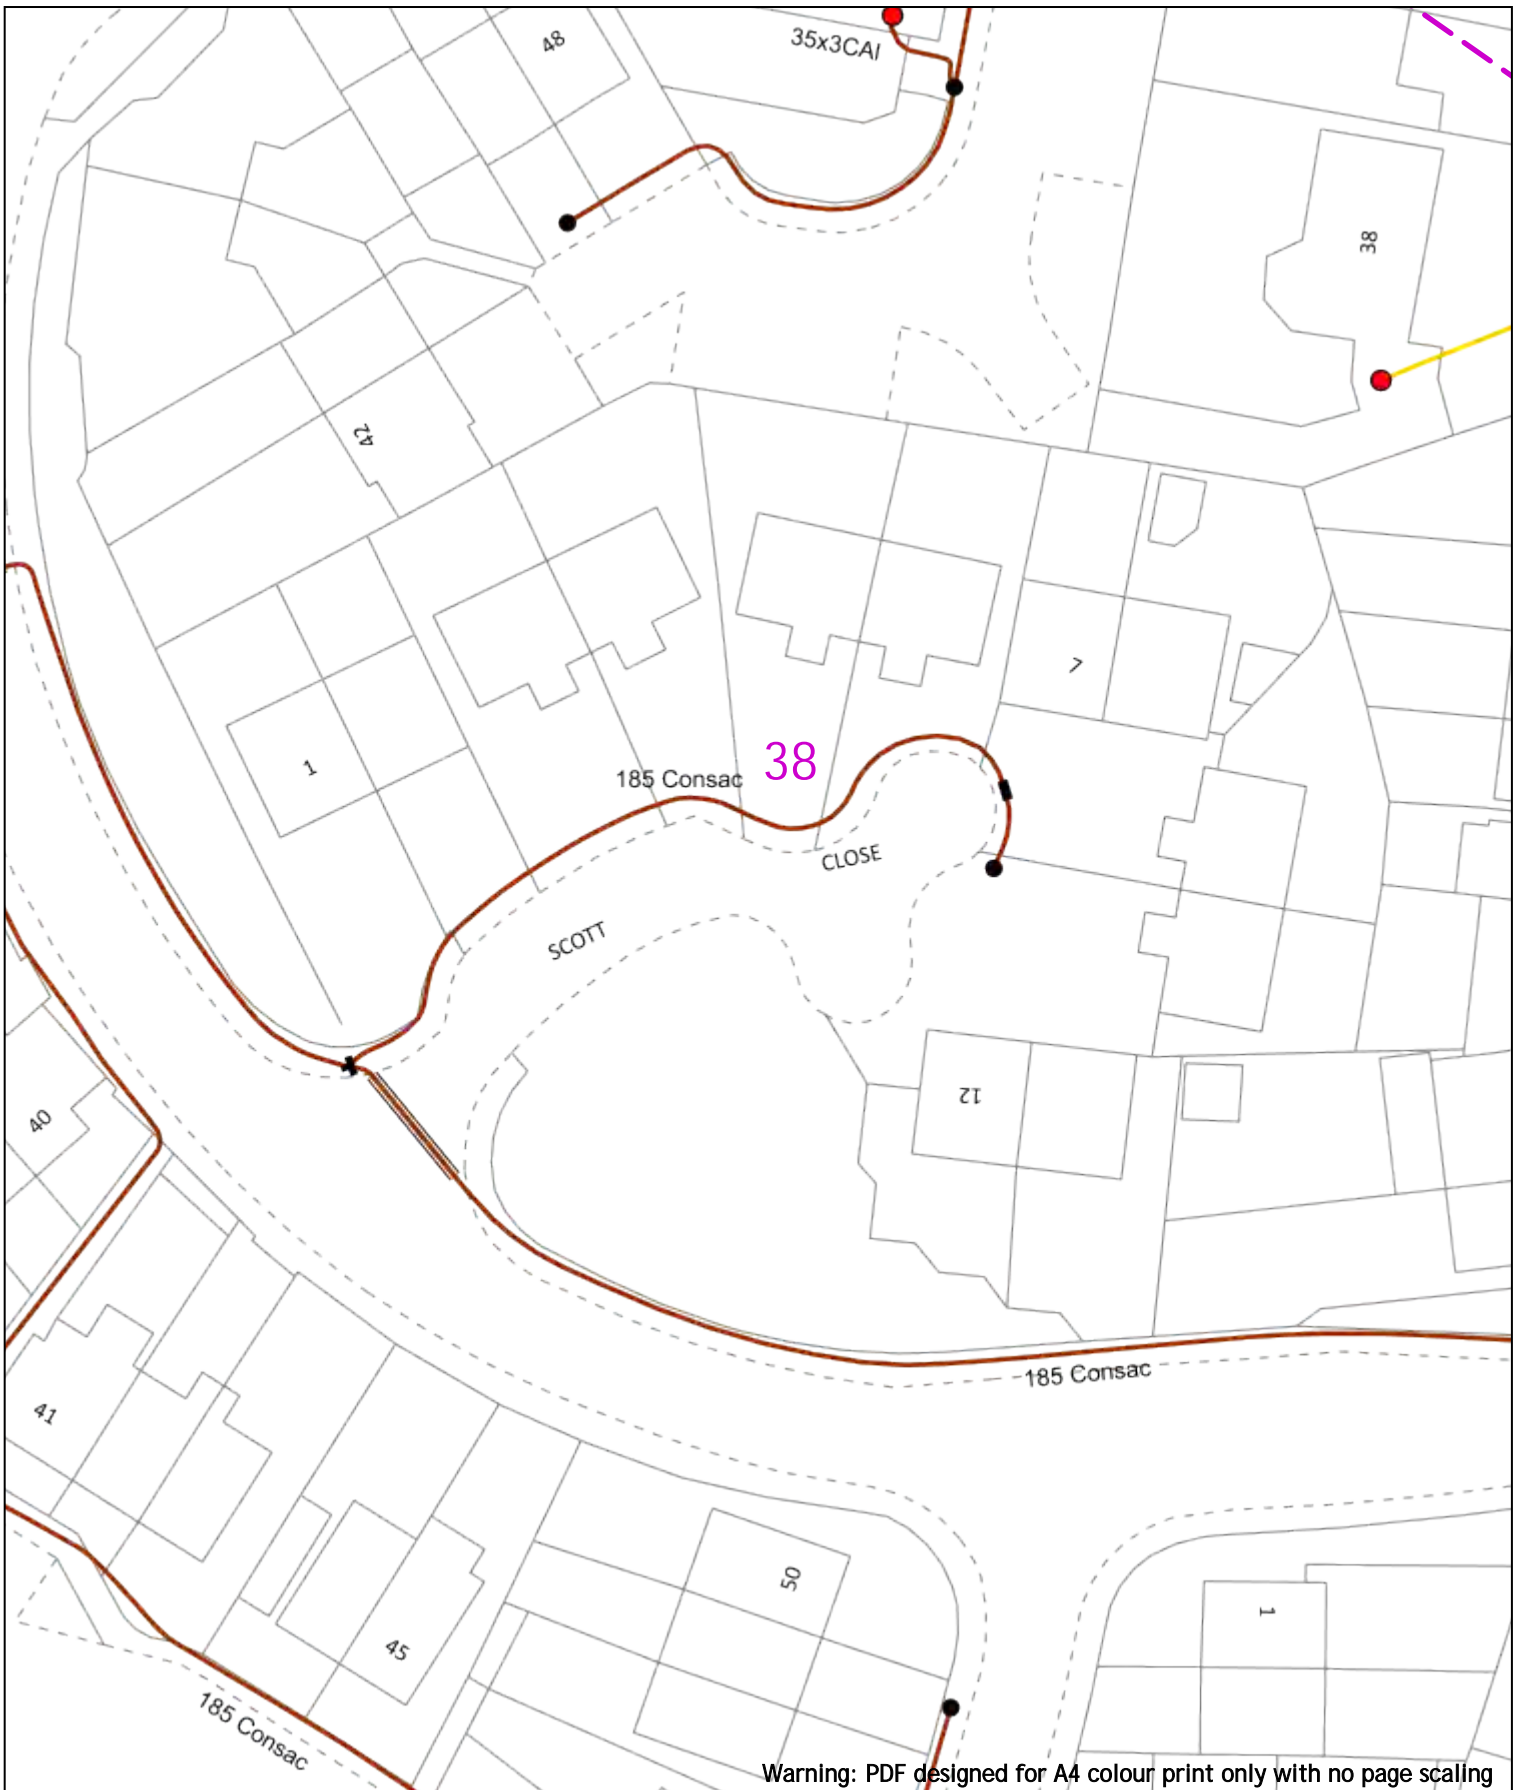 48
35x3CAI
38
42
7
1
185 Consac
38
CLOSE
SCOTT
12
40
185 Consac
41
50
1
45
185 Consac
Warning: PDF designed for A4 colour print only with no page scaling